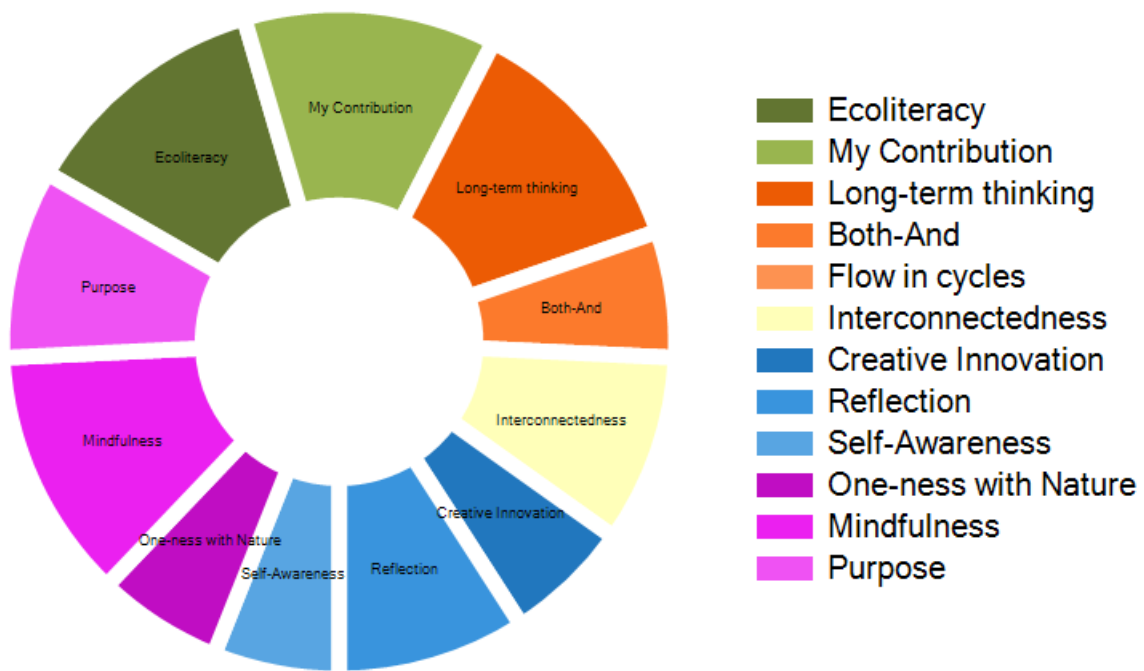 My Contribution
Ecoliteracy
Long-term thinking
Purpose
Both-And
Mindfulness
Interconnectedness
Creative Innovation
One-ness with Nature
Self-Awareness
Reflection
Ecoliteracy
My Contribution
Long-term thinking
Both-And
Flow in cycles
Interconnectedness
Creative Innovation
Reflection
Self-Awareness
One-ness with Nature
Mindfulness
Purpose